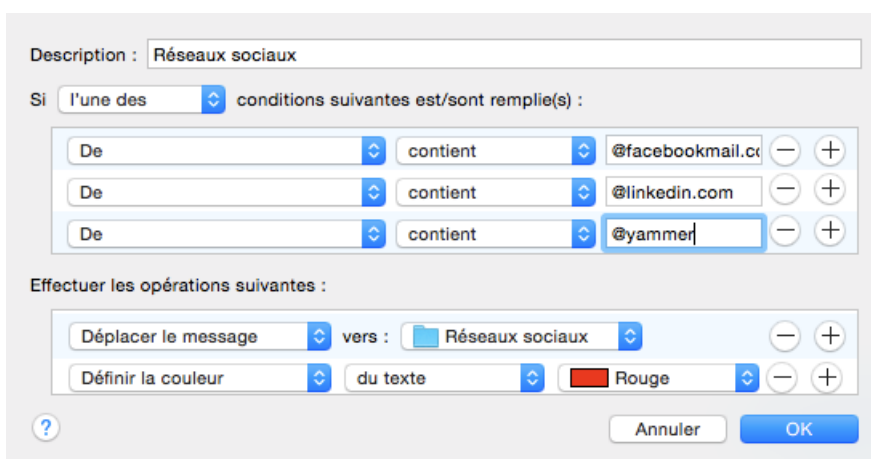 Description : Réseaux sociaux
Si l'une des conditions suivantes est/sont remplie(s) :
De contient @facebookmail.co
De contient @linkedin.com
De contient @yammer
Effectuer les opérations suivantes :
Déplacer le message vers : Réseaux sociaux
Définir la couleur du texte Rouge
? Annuler OK